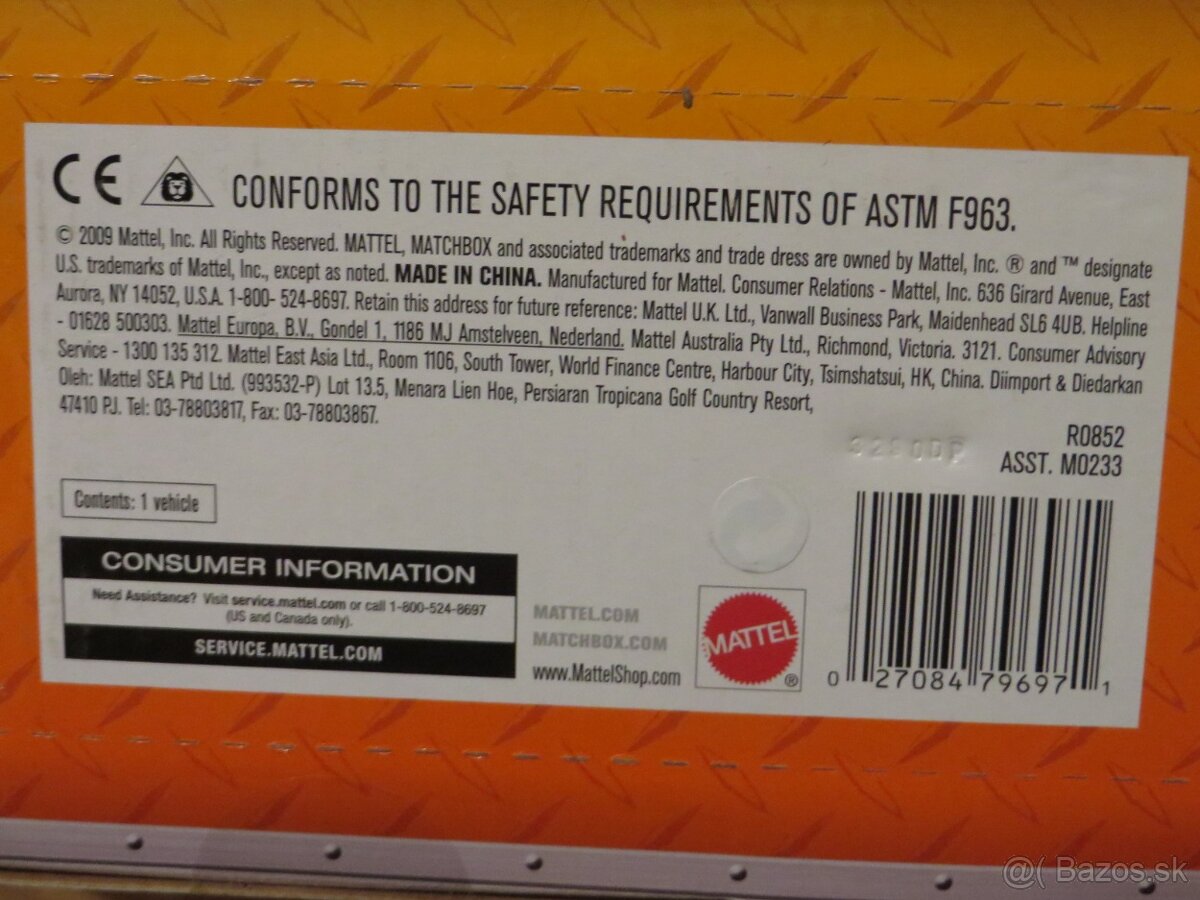 CE CONFORMS TO THE SAFETY REQUIREMENTS OF ASTM F963.
© 2009 Mattel, Inc. All Rights Reserved. MATTEL, MATCHBOX and associated trademarks and trade dress are owned by Mattel, Inc. ® and ™ designate
U.S. trademarks of Mattel, Inc., except as noted. MADE IN CHINA. Manufactured for Mattel. Consumer Relations - Mattel, Inc. 636 Girard Avenue, East
Aurora, NY 14052, U.S.A. 1-800- 524-8697. Retain this address for future reference: Mattel U.K. Ltd., Vanwall Business Park, Maidenhead SL6 4UB. Helpline
- 01628 500303. Mattel Europa, B.V., Gondel 1, 1186 MJ Amstelveen, Nederland. Mattel Australia Pty Ltd., Richmond, Victoria. 3121. Consumer Advisory
Service - 1300 135 312. Mattel East Asia Ltd., Room 1106, South Tower, World Finance Centre, Harbour City, Tsimshatsui, HK, China. Diimport & Diedarkan
Oleh: Mattel SEA Ptd Ltd. (993532-P) Lot 13.5, Menara Lien Hoe, Persiaran Tropicana Golf Country Resort,
47410 PJ. Tel: 03-78803817, Fax: 03-78803867.
R0852
ASST. M0233
Contents: 1 vehicle
CONSUMER INFORMATION
Need Assistance? Visit service.mattel.com or call 1-800-524-8697
(US and Canada only).
SERVICE.MATTEL.COM
MATTEL.COM
MATCHBOX.COM
www.MattelShop.com
MATTEL ®
0 27084 79697 1
@( Bazos.sk